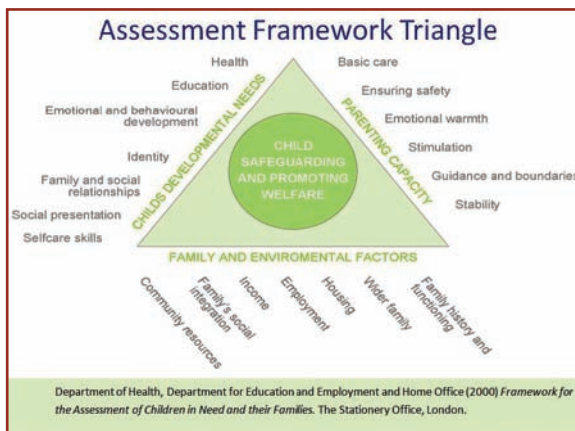 Assessment Framework Triangle
Health
Education
Emotional and behavioural
development
Identity
Family and social
relationships
Social presentation
Selfcare skills
CHILDS DEVELOPMENTAL NEEDS
CHILD
SAFEGUARDING
AND PROMOTING
WELFARE
PARENTING CAPACITY
Basic care
Ensuring safety
Emotional warmth
Stimulation
Guidance and boundaries
Stability
FAMILY AND ENVIROMENTAL FACTORS
Community resources
Family's social
integration
Income
Employment
Housing
Wider family
Family history and
functioning
Department of Health, Department for Education and Employment and Home Office (2000) Framework for
the Assessment of Children in Need and their Families. The Stationery Office, London.